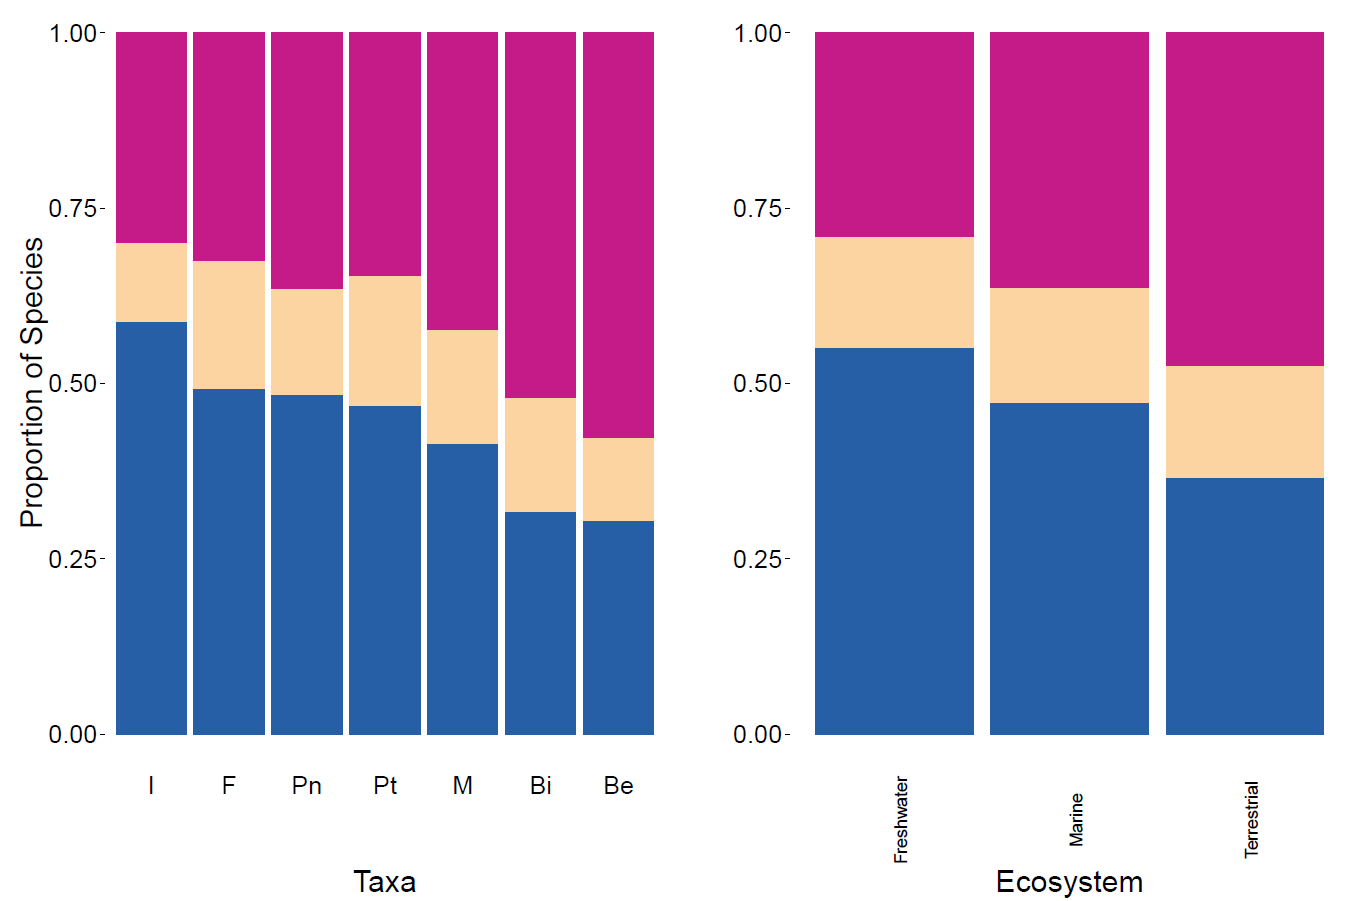 Proportion of Species
1.00
0.75
0.50
0.25
0.00
I F Pn Pt M Bi Be
Taxa
1.00
0.75
0.50
0.25
0.00
Freshwater
Marine
Terrestrial
Ecosystem